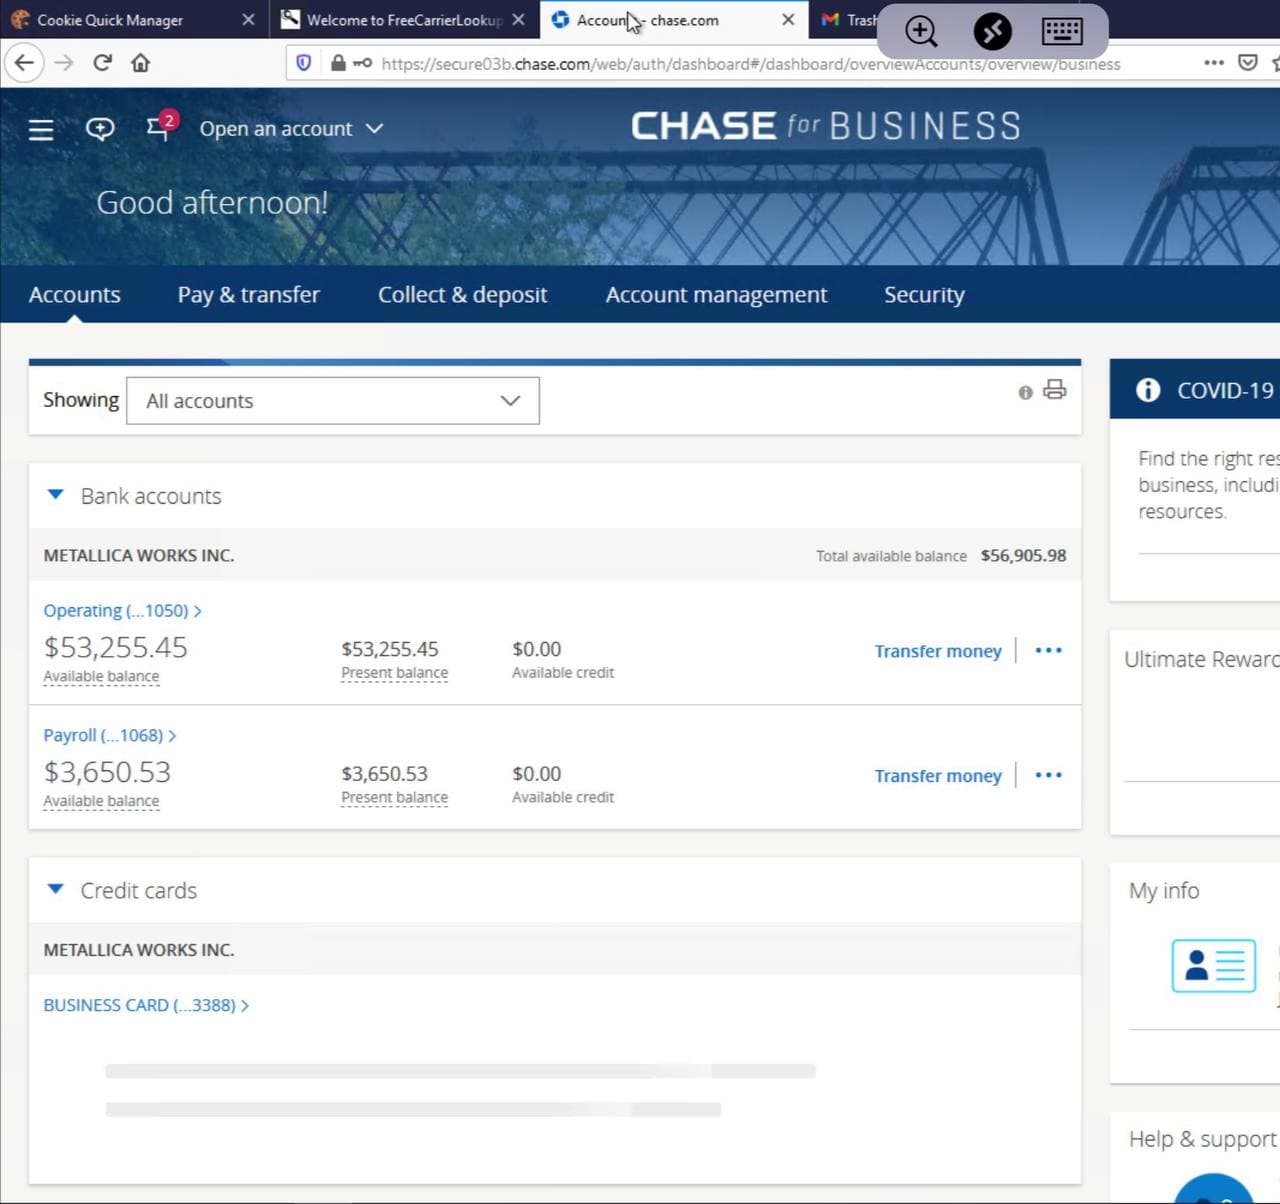 Cookie Quick Manager
Welcome to FreeCarrierLookup
Accounts - chase.com
Trash
https://secure03b.chase.com/web/auth/dashboard#/dashboard/overviewAccounts/overview/business
2
Open an account
CHASE for BUSINESS
Good afternoon!
Accounts
Pay & transfer
Collect & deposit
Account management
Security
Showing
All accounts
COVID-19
Find the right res
business, includi
resources.
Bank accounts
METALLICA WORKS INC.
Total available balance $56,905.98
Operating (...1050)
$53,255.45
Available balance
$53,255.45
Present balance
$0.00
Available credit
Transfer money
Ultimate Reward
Payroll (...1068)
$3,650.53
Available balance
$3,650.53
Present balance
$0.00
Available credit
Transfer money
Credit cards
METALLICA WORKS INC.
BUSINESS CARD (...3388)
My info
Help & support